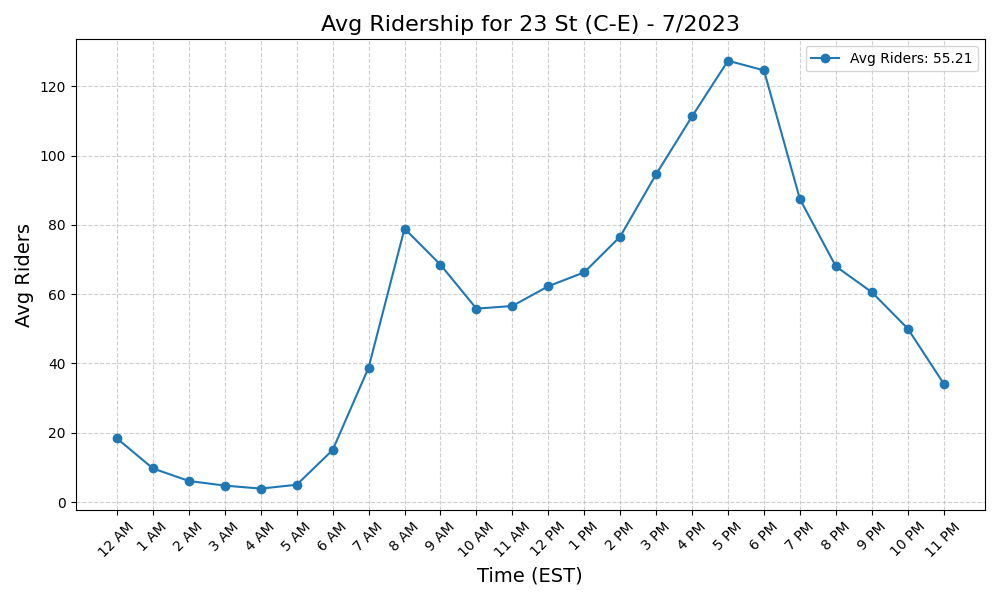 Avg Ridership for 23 St (C-E) - 7/2023
Avg Riders: 55.21
Avg Riders
120
100
80
60
40
20
0
12 AM
1 AM
2 AM
3 AM
4 AM
5 AM
6 AM
7 AM
8 AM
9 AM
10 AM
11 AM
12 PM
1 PM
2 PM
3 PM
4 PM
5 PM
6 PM
7 PM
8 PM
9 PM
10 PM
11 PM
Time (EST)